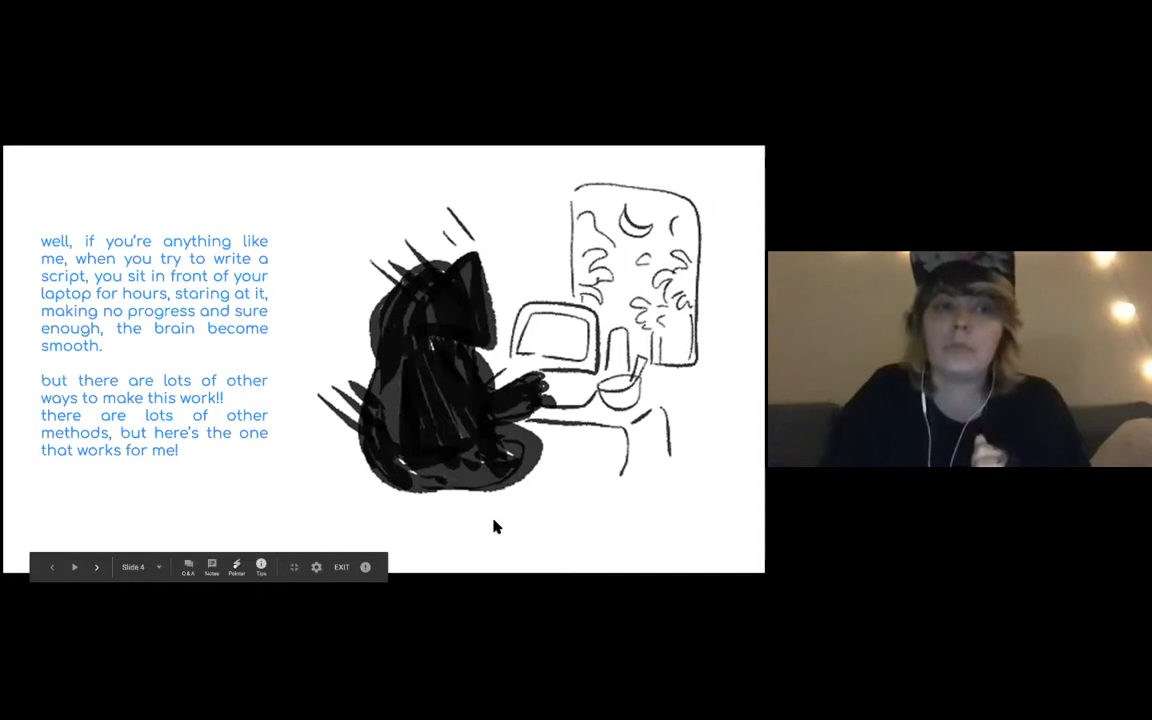 well, if you're anything like
me, when you try to write a
script, you sit in front of your
laptop for hours, staring at it,
making no progress and sure
enough, the brain become
smooth.
but there are lots of other
ways to make this work!!
there are lots of other
methods, but here's the one
that works for me!
Slide 4
Q & A
Notes
Pointer
Tips
EXIT